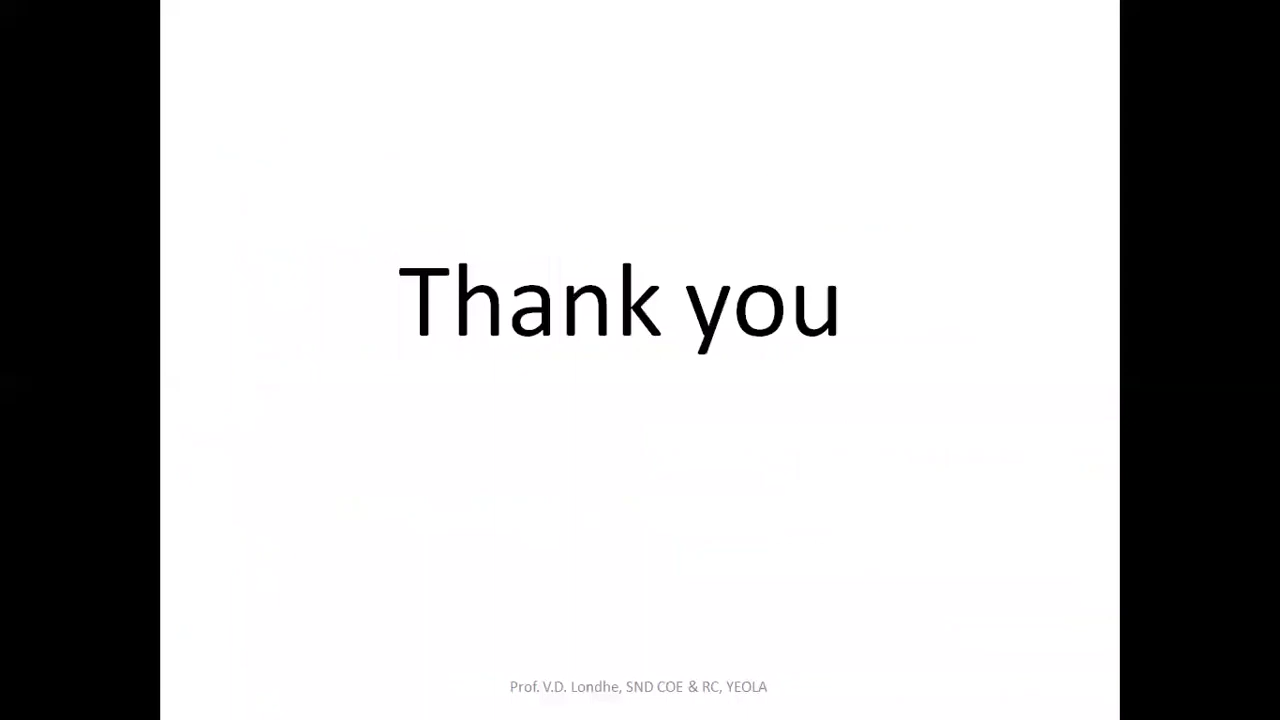 Thank you
Prof. V.D. Londhe, SND COE & RC, YEOLA